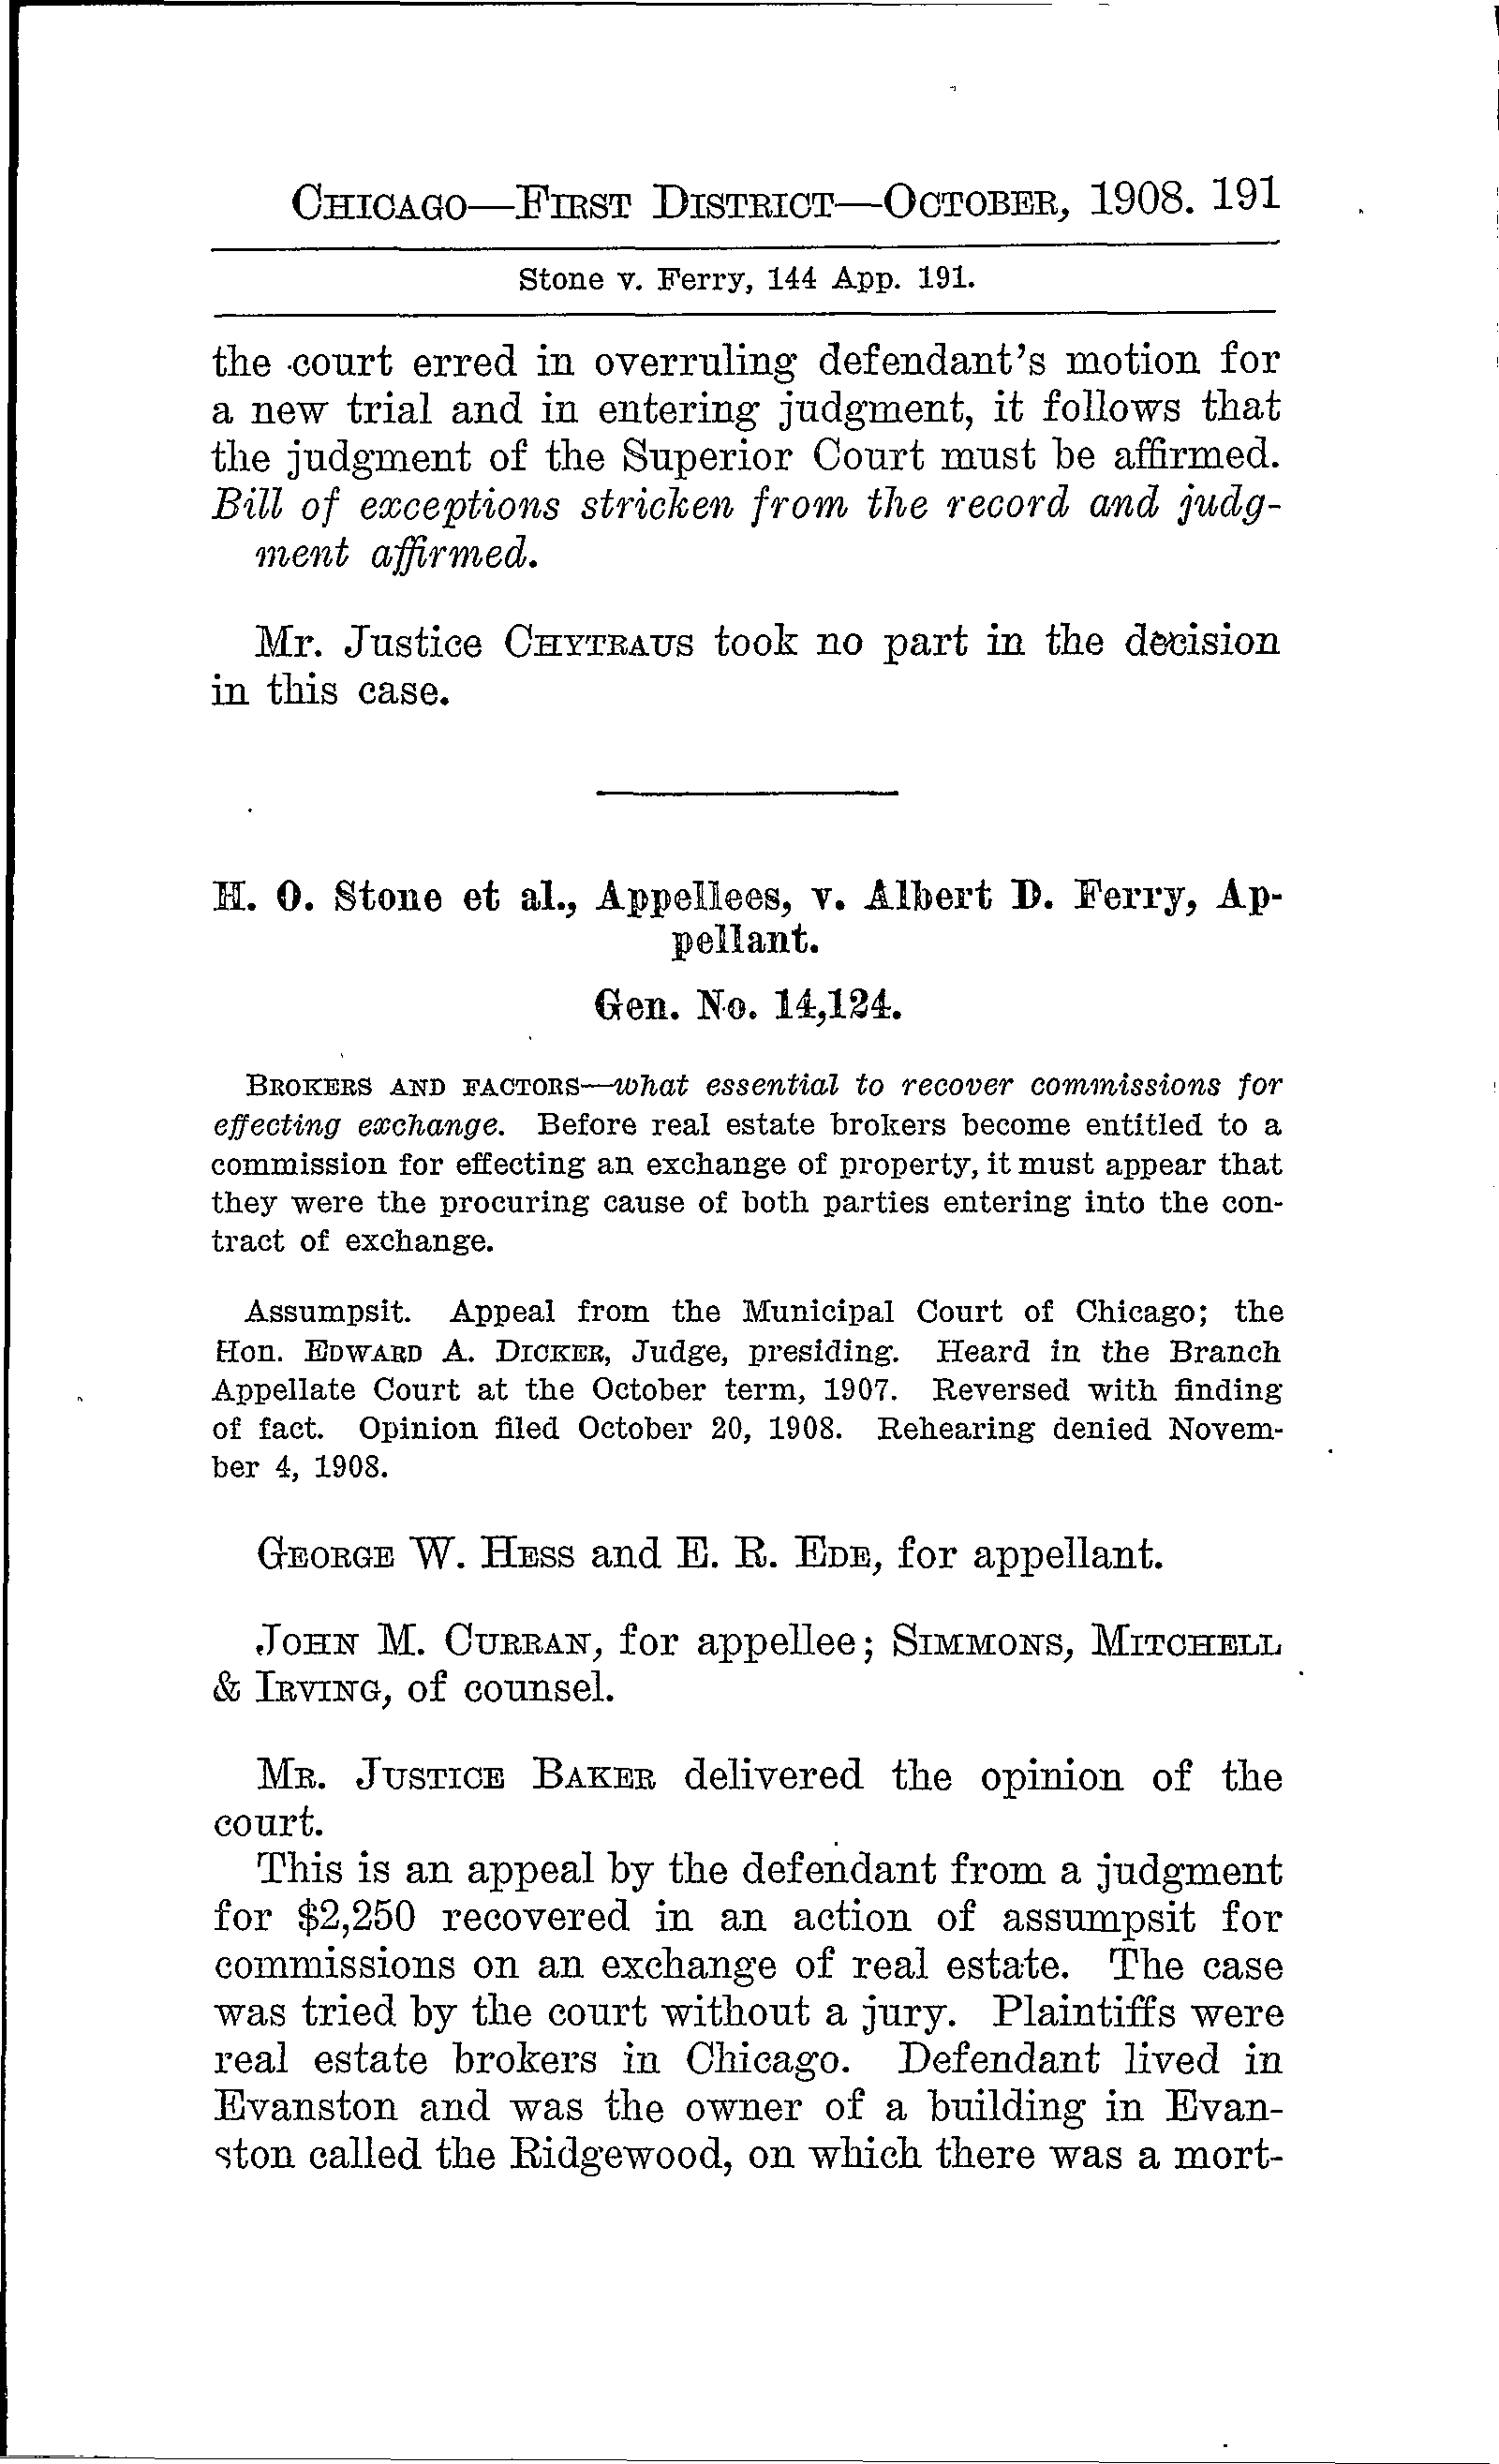 CHICAGO—FIRST DISTRICT—OCTOBER, 1908. 191
Stone v. Ferry, 144 App. 191.
the court erred in overruling defendant's motion for
a new trial and in entering judgment, it follows that
the judgment of the Superior Court must be affirmed.
Bill of exceptions stricken from the record and judg-
ment affirmed.
Mr. Justice CHYTRAUS took no part in the decision
in this case.
H. O. Stone et al., Appellees, v. Albert D. Ferry, Ap-
pellant.
Gen. No. 14,124.
BROKERS AND FACTORS—what essential to recover commissions for
effecting exchange. Before real estate brokers become entitled to a
commission for effecting an exchange of property, it must appear that
they were the procuring cause of both parties entering into the con-
tract of exchange.
Assumpsit. Appeal from the Municipal Court of Chicago; the
Hon. EDWARD A. DICKER, Judge, presiding. Heard in the Branch
Appellate Court at the October term, 1907. Reversed with finding
of fact. Opinion filed October 20, 1908. Rehearing denied Novem-
ber 4, 1908.
GEORGE W. HESS and E. R. EDE, for appellant.
JOHN M. CURRAN, for appellee; SIMMONS, MITCHELL
& IRVING, of counsel.
MR. JUSTICE BAKER delivered the opinion of the
court.
This is an appeal by the defendant from a judgment
for $2,250 recovered in an action of assumpsit for
commissions on an exchange of real estate. The case
was tried by the court without a jury. Plaintiffs were
real estate brokers in Chicago. Defendant lived in
Evanston and was the owner of a building in Evan-
ston called the Ridgewood, on which there was a mort-